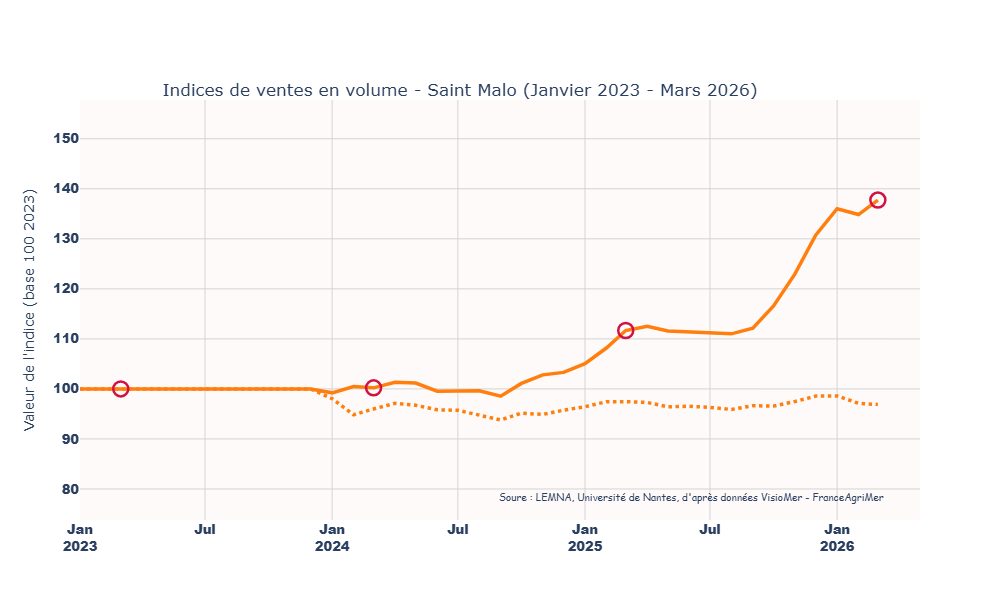 Indices de ventes en volume - Saint Malo (Janvier 2023 - Mars 2026)
Valeur de l'Indice (base 100 2023)
150
140
130
120
110
100
90
80
Soure : LEMNA, Université de Nantes, d'après données VisioMer - FranceAgriMer
Jan Jul Jan Jul Jan Jul Jan
2023 2024 2025 2026